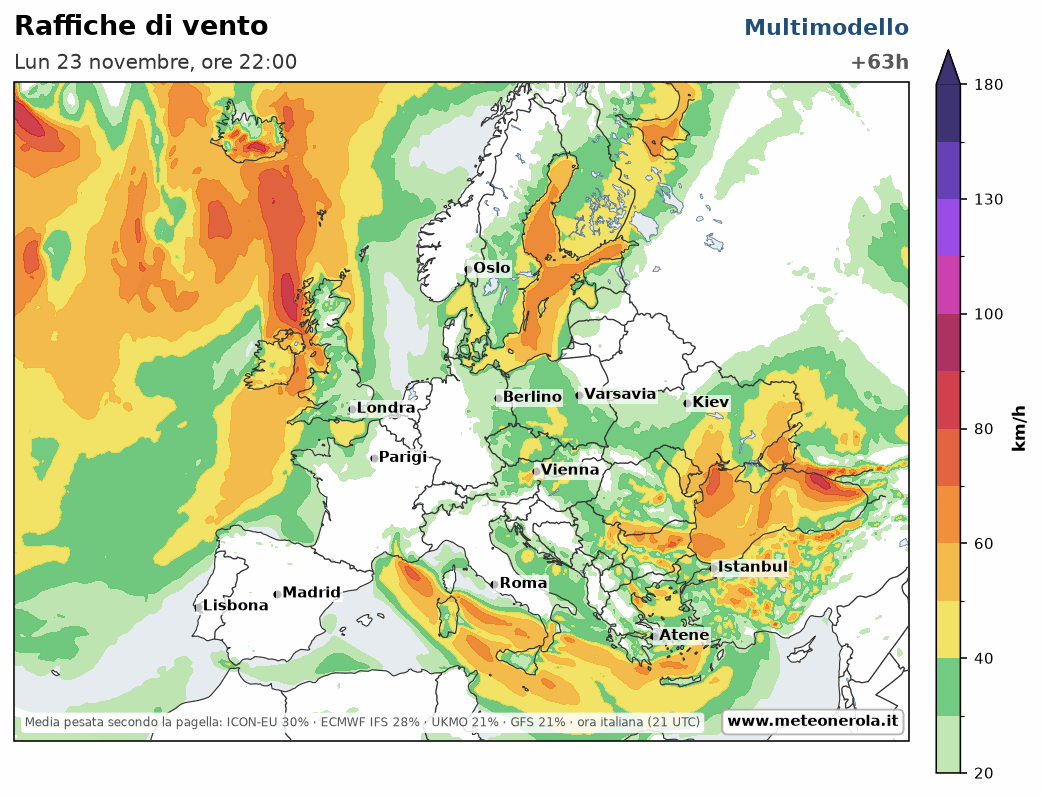 Raffiche di vento
Multimodello
Lun 23 novembre, ore 22:00
+63h
180
130
100
80
60
40
20
km/h
Oslo
Berlino
Varsavia
Kiev
Londra
Parigi
Vienna
Istanbul
Roma
Madrid
Lisbona
Atene
Media pesata secondo la pagella: ICON-EU 30% · ECMWF IFS 28% · UKMO 21% · GFS 21% · ora italiana (21 UTC)
www.meteonerola.it